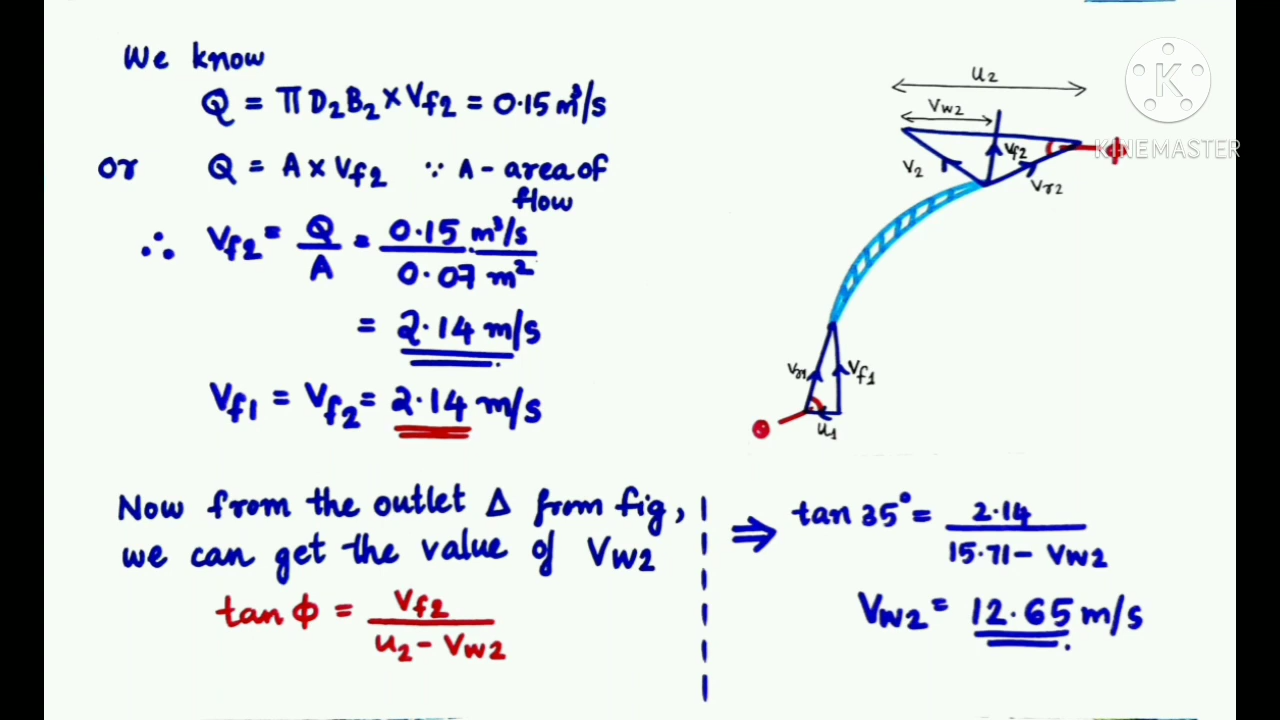 We know
Q = π D2 B2 × Vf2 = 0.15 m³/s
or Q = A × Vf2 ∵ A - area of
flow
∴ Vf2 = Q/A = 0.15 m³/s / 0.07 m²
= 2.14 m/s
Vf1 = Vf2 = 2.14 m/s
Now from the outlet Δ from fig,
we can get the value of Vw2
tan ϕ = Vf2 / u2 - Vw2
u2
Vw2
Vf2
V2
Vr2
ϕ
Vr1
Vf1
θ
u1
⇒ tan 35° = 2.14 / 15.71 - Vw2
Vw2 = 12.65 m/s
K
KINEMASTER